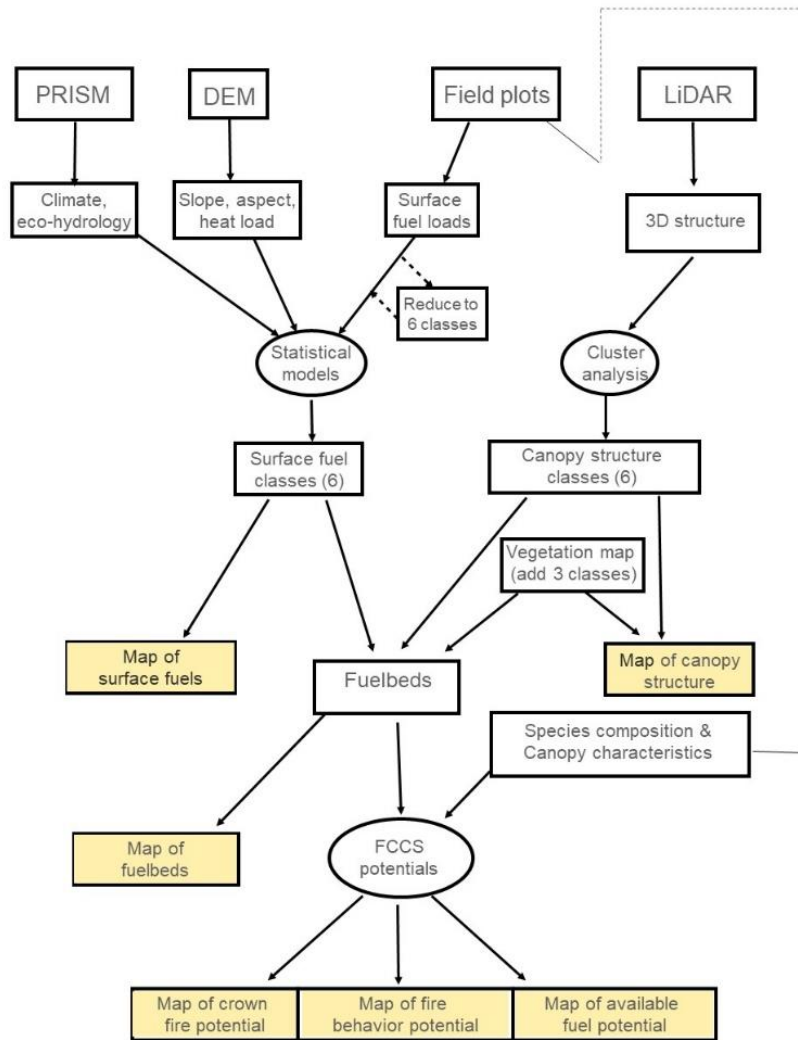 PRISM
DEM
Field plots
LiDAR
Climate,
eco-hydrology
Slope, aspect,
heat load
Surface
fuel loads
3D structure
Reduce to
6 classes
Statistical
models
Cluster
analysis
Surface fuel
classes (6)
Canopy structure
classes (6)
Vegetation map
(add 3 classes)
Map of
surface fuels
Fuelbeds
Map of canopy
structure
Species composition &
Canopy characteristics
Map of
fuelbeds
FCCS
potentials
Map of crown
fire potential
Map of fire
behavior potential
Map of available
fuel potential